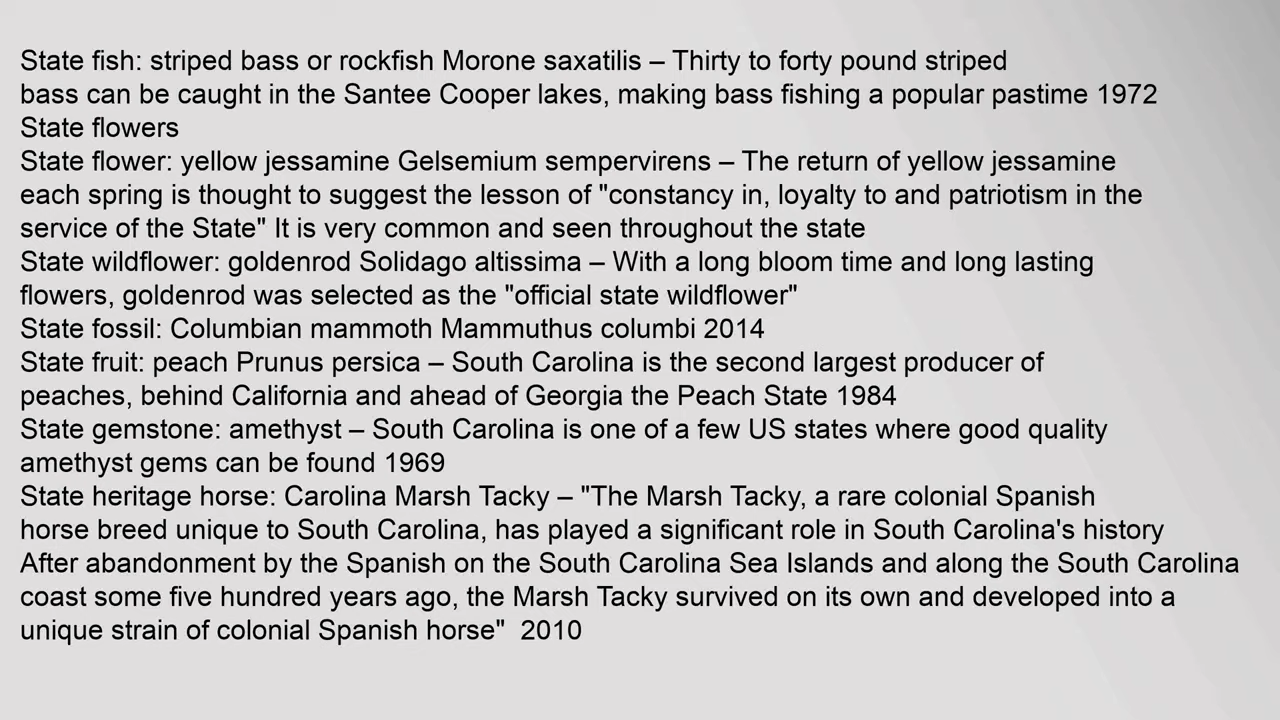 State fish: striped bass or rockfish Morone saxatilis – Thirty to forty pound striped
bass can be caught in the Santee Cooper lakes, making bass fishing a popular pastime 1972
State flowers
State flower: yellow jessamine Gelsemium sempervirens – The return of yellow jessamine
each spring is thought to suggest the lesson of "constancy in, loyalty to and patriotism in the
service of the State" It is very common and seen throughout the state
State wildflower: goldenrod Solidago altissima – With a long bloom time and long lasting
flowers, goldenrod was selected as the "official state wildflower"
State fossil: Columbian mammoth Mammuthus columbi 2014
State fruit: peach Prunus persica – South Carolina is the second largest producer of
peaches, behind California and ahead of Georgia the Peach State 1984
State gemstone: amethyst – South Carolina is one of a few US states where good quality
amethyst gems can be found 1969
State heritage horse: Carolina Marsh Tacky – "The Marsh Tacky, a rare colonial Spanish
horse breed unique to South Carolina, has played a significant role in South Carolina's history
After abandonment by the Spanish on the South Carolina Sea Islands and along the South Carolina
coast some five hundred years ago, the Marsh Tacky survived on its own and developed into a
unique strain of colonial Spanish horse"  2010